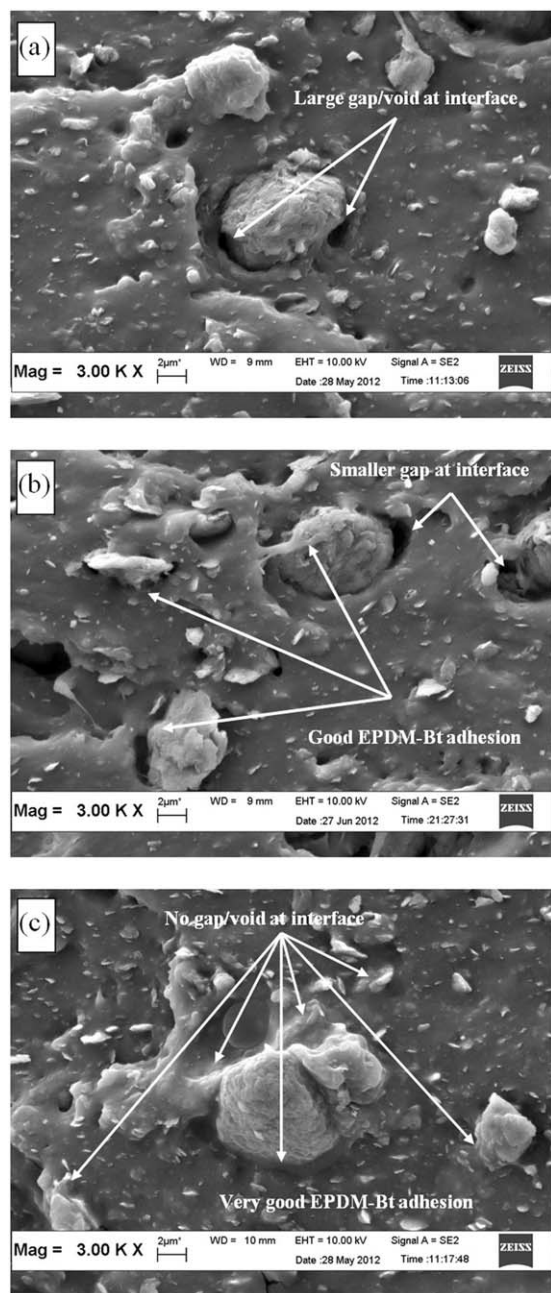 (a)
Large gap/void at interface
Mag = 3.00 K X 2µm* WD = 9 mm EHT = 10.00 kV Signal A = SE2 ZEISS
Date :28 May 2012 Time :11:13:06
(b)
Smaller gap at interface
Good EPDM-Bt adhesion
Mag = 3.00 K X 2µm* WD = 9 mm EHT = 10.00 kV Signal A = SE2 ZEISS
Date :27 Jun 2012 Time :21:27:31
(c)
No gap/void at interface
Very good EPDM-Bt adhesion
Mag = 3.00 K X 2µm* WD = 10 mm EHT = 10.00 kV Signal A = SE2 ZEISS
Date :28 May 2012 Time :11:17:48